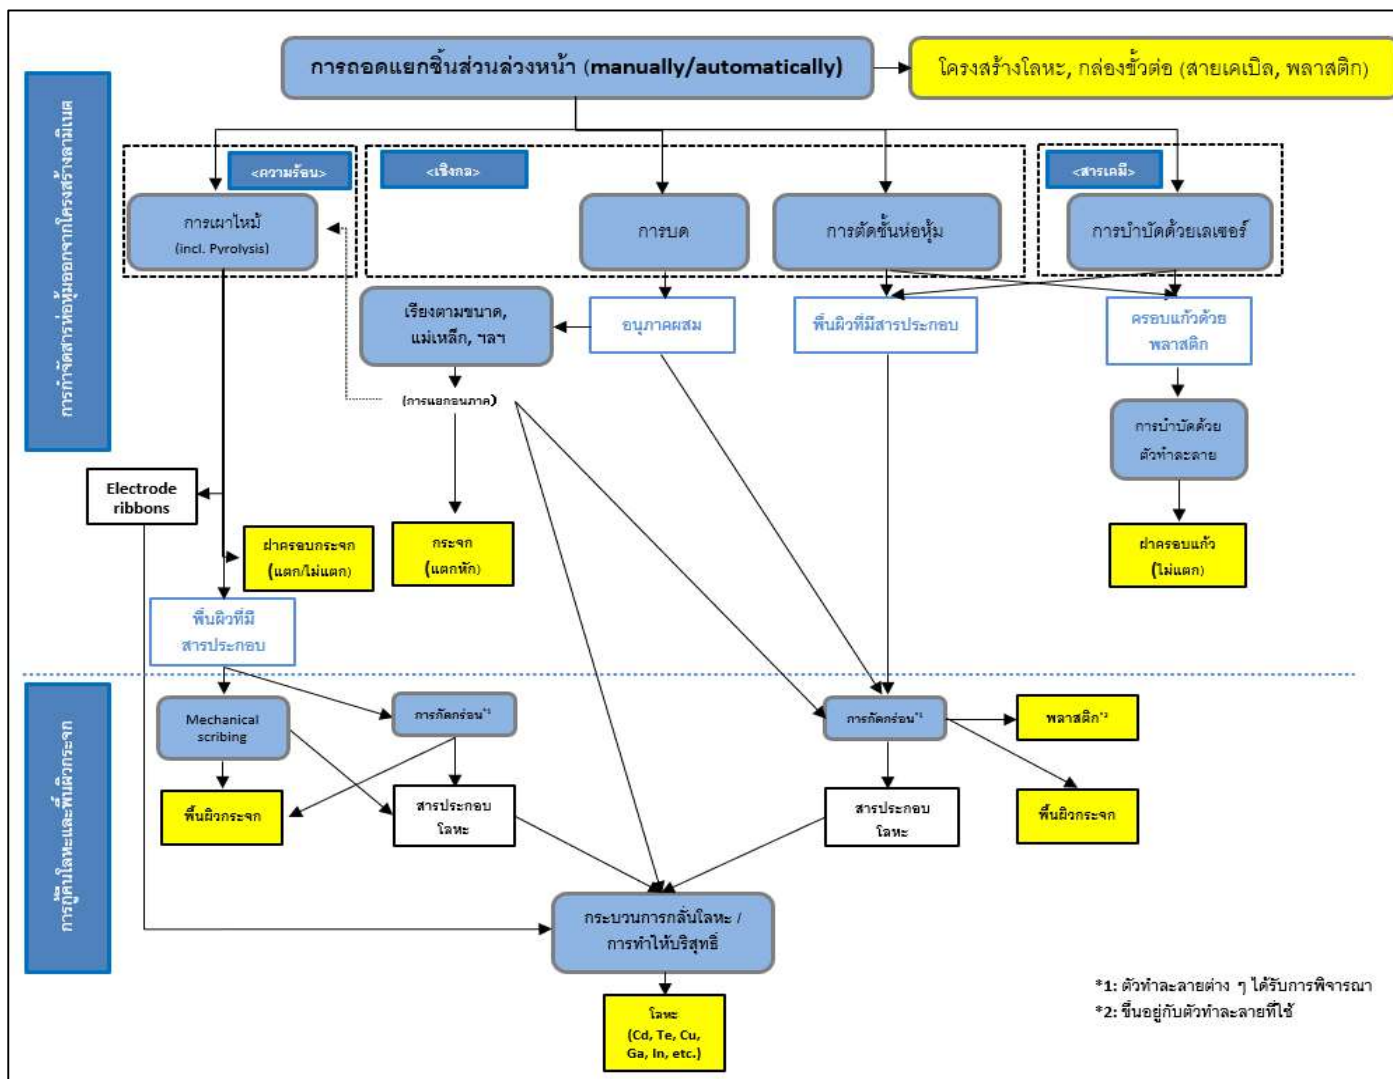 การถอดแยกชิ้นส่วนล่วงหน้า (manually/automatically)
โครงสร้างโลหะ, กล่องขั้วต่อ (สายเคเบิล, พลาสติก)
การกำจัดสารห่อหุ้มออกจากโครงสร้างลามิเนต
<ความร้อน>
<เชิงกล>
<สารเคมี>
การเผาไหม้
(incl. Pyrolysis)
การบด
การตัดชั้นห่อหุ้ม
การบำบัดด้วยเลเซอร์
เรียงตามขนาด,
แม่เหล็ก, ฯลฯ
อนุภาคผสม
พื้นผิวที่มีสารประกอบ
ครอบแก้วด้วย
พลาสติก
(การแยกอนุภาค)
การบำบัดด้วย
ตัวทำละลาย
Electrode
ribbons
ฝาครอบกระจก
(แตก/ไม่แตก)
กระจก
(แตกหัก)
ฝาครอบแก้ว
(ไม่แตก)
พื้นผิวที่มี
สารประกอบ
การกู้คืนโลหะและพื้นผิวกระจก
Mechanical
scribing
การกัดกร่อน*1
การกัดกร่อน*1
พลาสติก*2
พื้นผิวกระจก
สารประกอบ
โลหะ
สารประกอบ
โลหะ
พื้นผิวกระจก
กระบวนการกลั่นโลหะ /
การทำให้บริสุทธิ์
โลหะ
(Cd, Te, Cu,
Ga, In, etc.)
*1: ตัวทำละลายต่าง ๆ ได้รับการพิจารณา
*2: ขึ้นอยู่กับตัวทำละลายที่ใช้